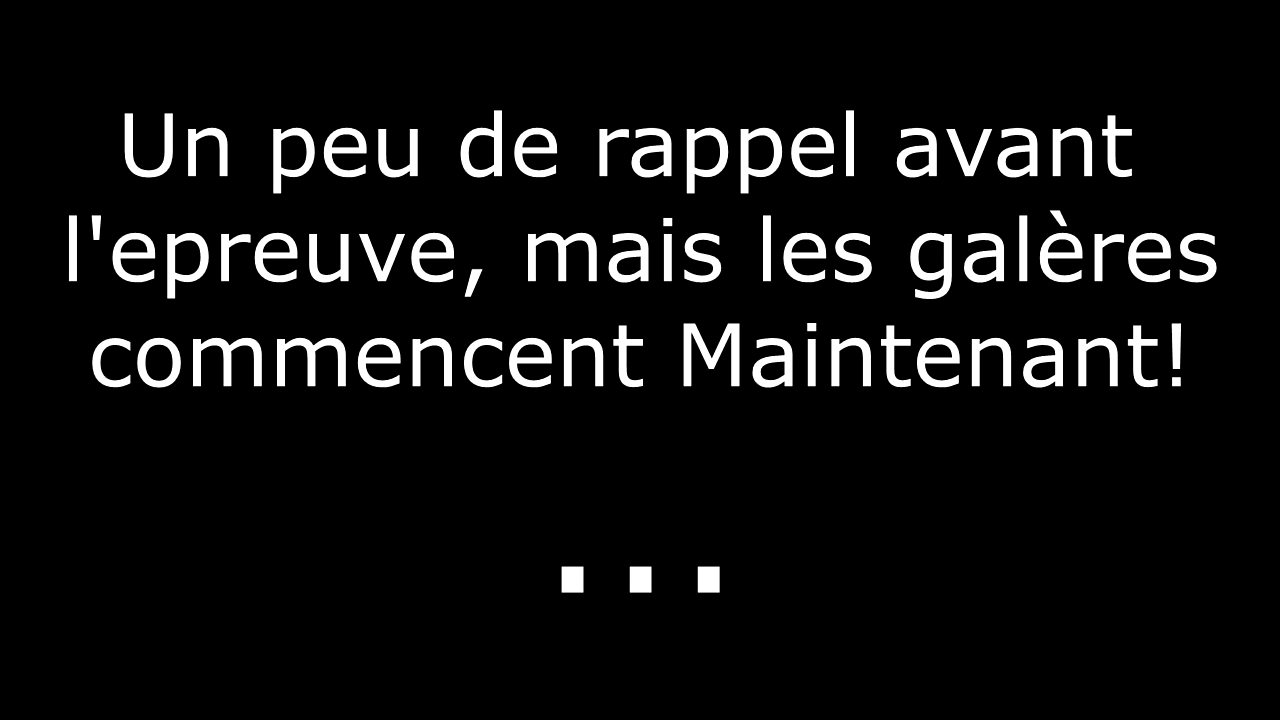 Un peu de rappel avant
l'epreuve, mais les galères
commencent Maintenant!
...